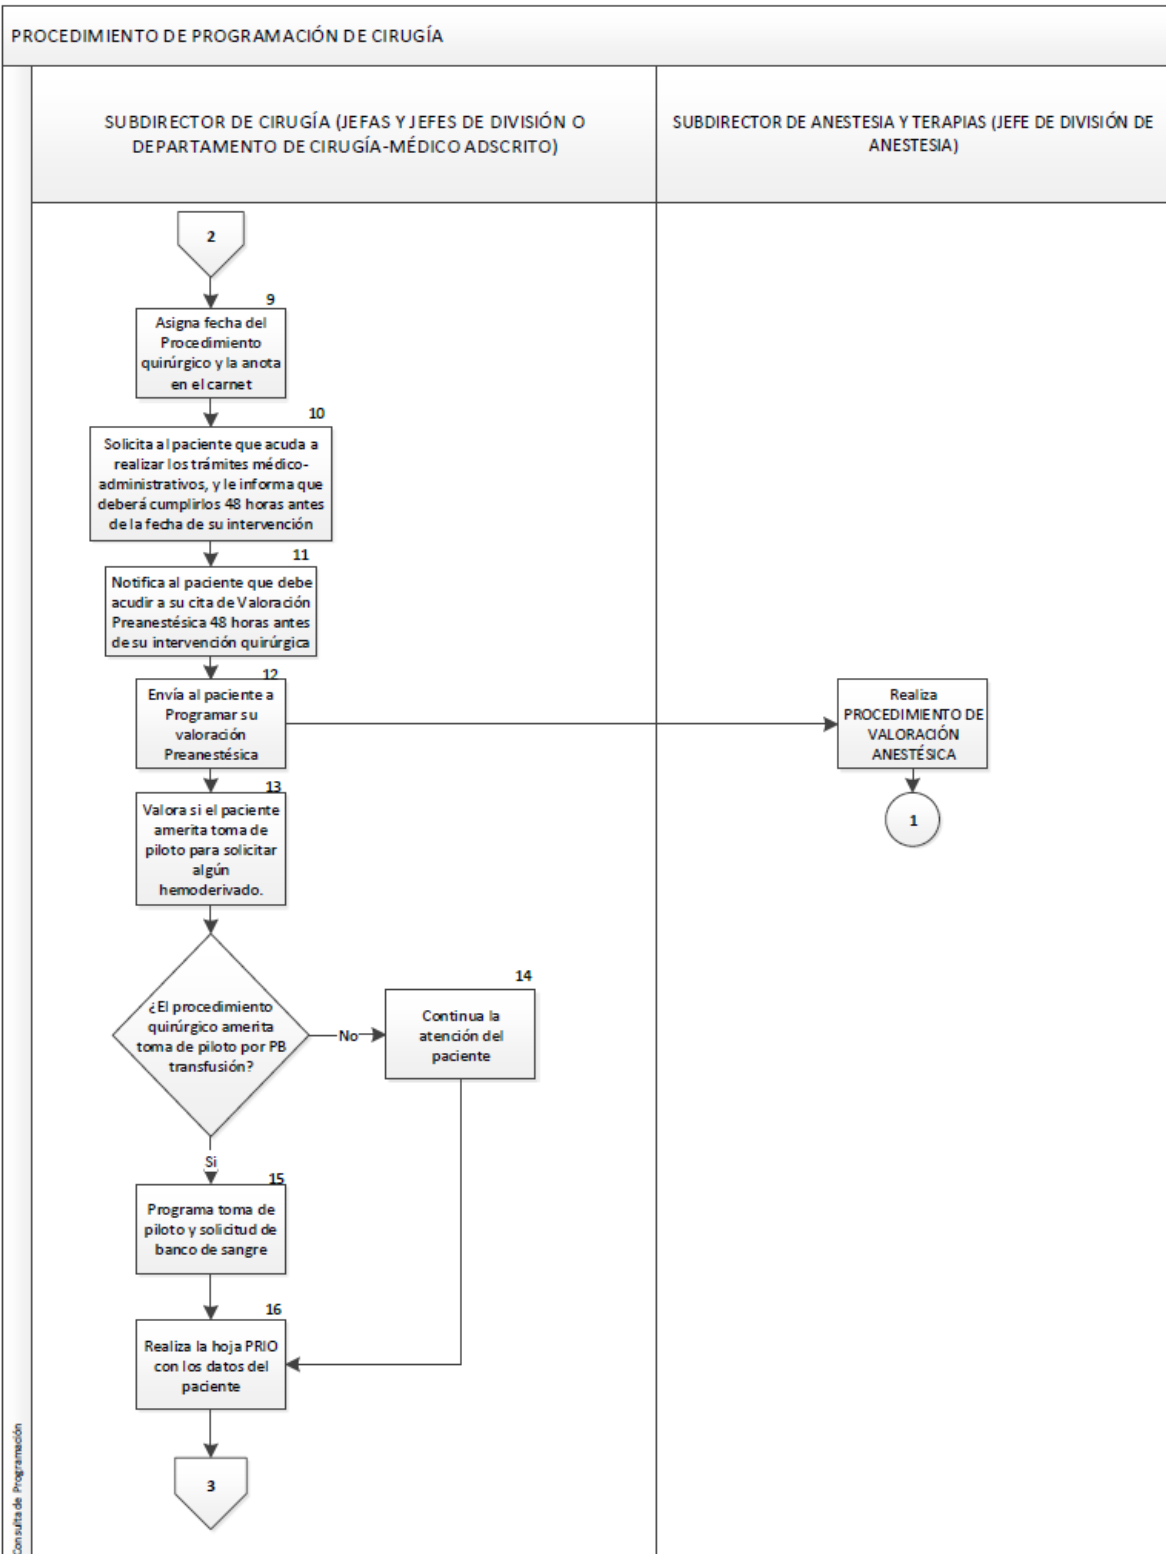 PROCEDIMIENTO DE PROGRAMACIÓN DE CIRUGÍA
SUBDIRECTOR DE CIRUGÍA (JEFAS Y JEFES DE DIVISIÓN O
DEPARTAMENTO DE CIRUGÍA-MÉDICO ADSCRITO)
SUBDIRECTOR DE ANESTESIA Y TERAPIAS (JEFE DE DIVISIÓN DE
ANESTESIA)
2
9
Asigna fecha del
Procedimiento
quirúrgico y la anota
en el carnet
10
Solicita al paciente que acuda a
realizar los trámites médico-
administrativos, y le informa que
deberá cumplirlos 48 horas antes
de la fecha de su intervención
11
Notifica al paciente que debe
acudir a su cita de Valoración
Preanestésica 48 horas antes
de su intervención quirúrgica
12
Envía al paciente a
Programar su
valoración
Preanestésica
Realiza
PROCEDIMIENTO DE
VALORACIÓN
ANESTÉSICA
1
13
Valora si el paciente
amerita toma de
piloto para solicitar
algún
hemoderivado.
¿El procedimiento
quirúrgico amerita
toma de piloto por PB
transfusión?
No
14
Continua la
atención del
paciente
Si
15
Programa toma de
piloto y solicitud de
banco de sangre
16
Realiza la hoja PRIO
con los datos del
paciente
3
Consulta de Programación